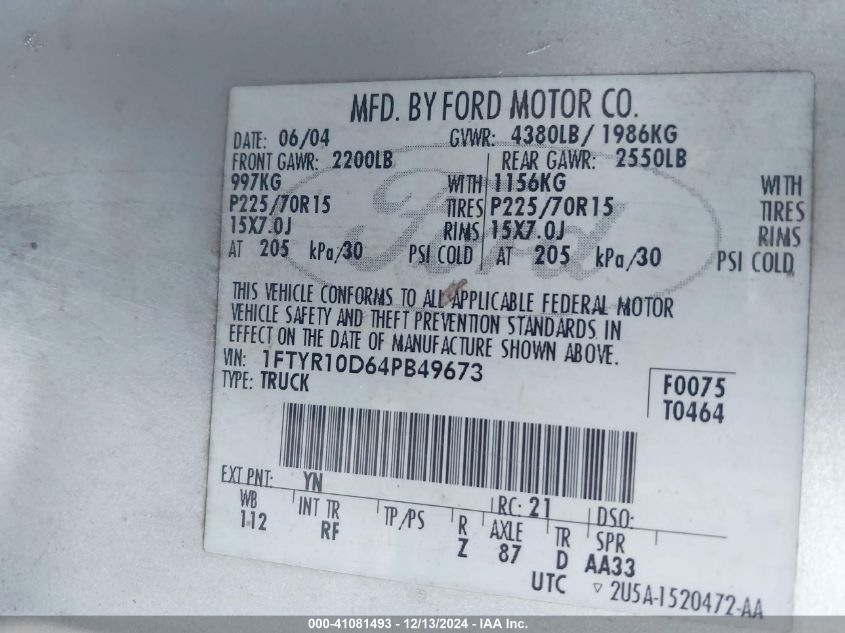 MFD. BY FORD MOTOR CO.
DATE: 06/04 GVWR: 4380LB/ 1986KG
FRONT GAWR: 2200LB REAR GAWR: 2550LB
997KG WITH 1156KG WITH
P225/70R15 TIRES P225/70R15 TIRES
15X7.0J RIMS 15X7.0J RIMS
AT 205 kPa/30 PSI COLD AT 205 kPa/30 PSI COLD
Ford
THIS VEHICLE CONFORMS TO ALL APPLICABLE FEDERAL MOTOR
VEHICLE SAFETY AND THEFT PREVENTION STANDARDS IN
EFFECT ON THE DATE OF MANUFACTURE SHOWN ABOVE.
VIN: 1FTYR10D64PB49673
TYPE: TRUCK
F0075
T0464
EXT PNT: YN RC: 21 DSO:
WB INT TR TP/PS R AXLE TR SPR
112 RF Z 87 D AA33
UTC ▽ 2U5A-1520472-AA
000-41081493 - 12/13/2024 - IAA Inc.